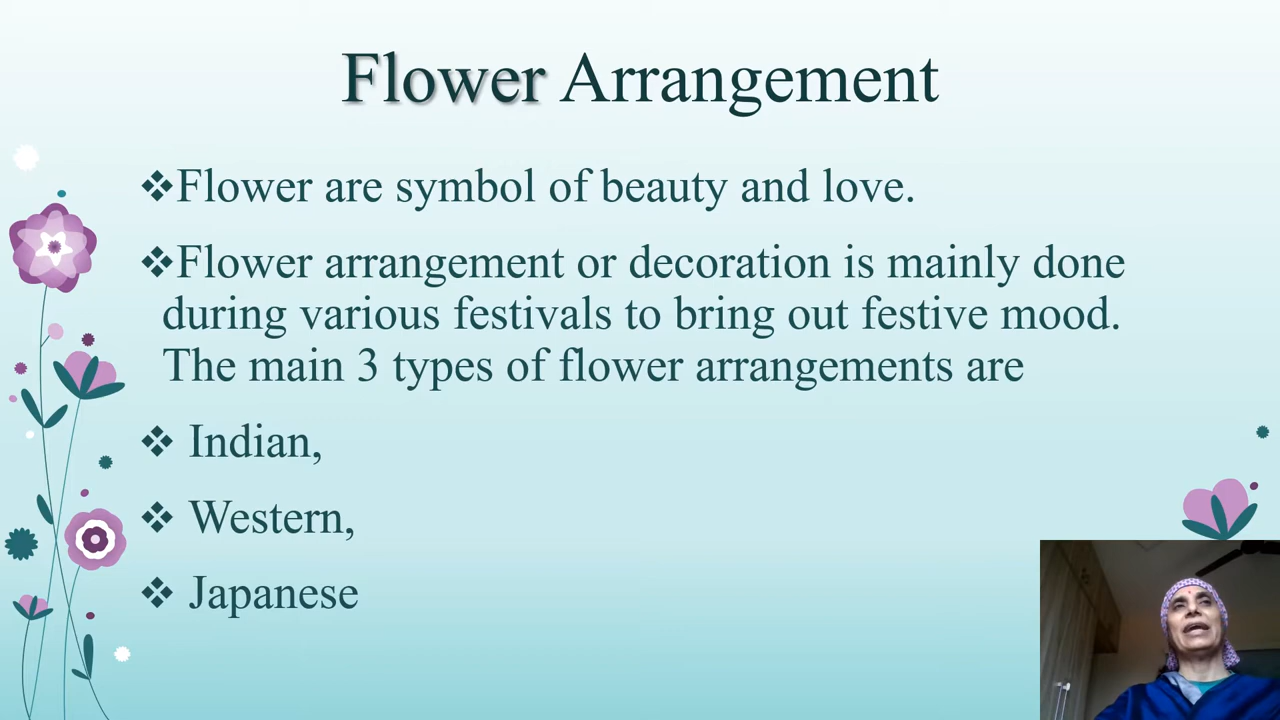 Flower Arrangement
❖Flower are symbol of beauty and love.
❖Flower arrangement or decoration is mainly done
during various festivals to bring out festive mood.
The main 3 types of flower arrangements are
❖ Indian,
❖ Western,
❖ Japanese